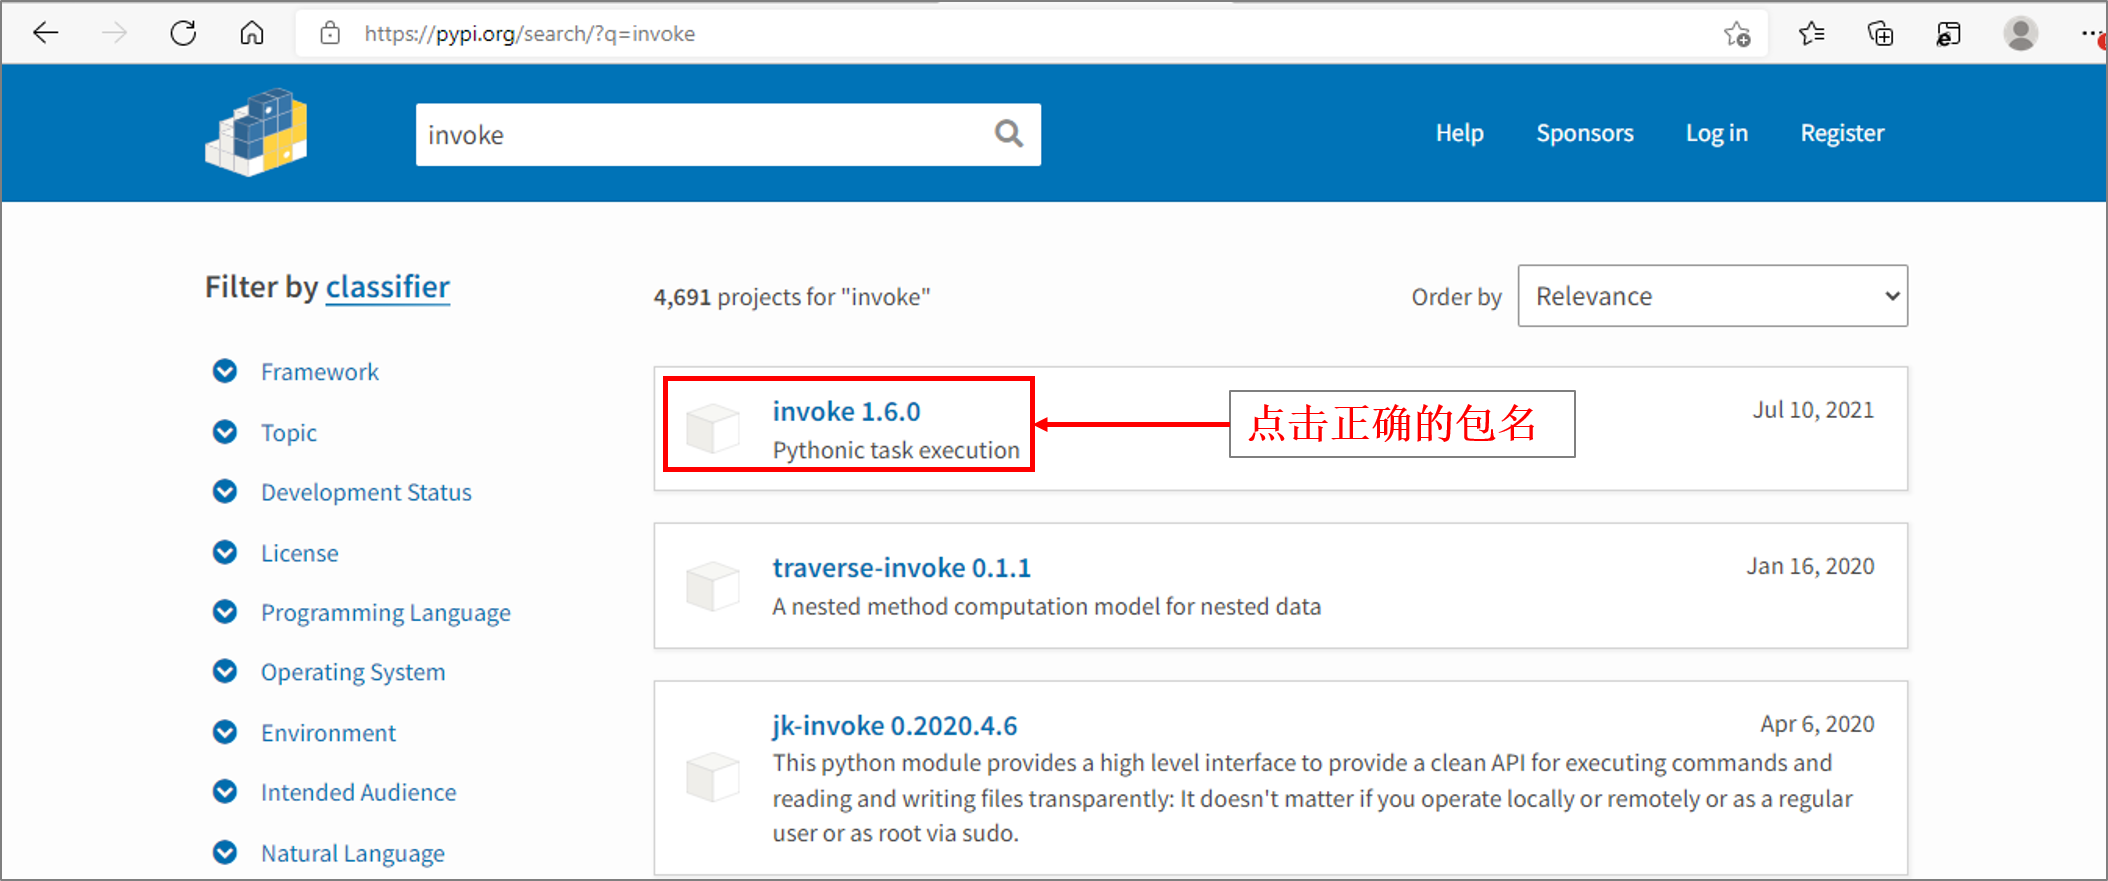 https://pypi.org/search/?q=invoke
invoke
Help
Sponsors
Log in
Register
Filter by classifier
4,691 projects for "invoke"
Order by
Relevance
Framework
Topic
Development Status
License
Programming Language
Operating System
Environment
Intended Audience
Natural Language
invoke 1.6.0
Pythonic task execution
点击正确的包名
Jul 10, 2021
traverse-invoke 0.1.1
Jan 16, 2020
A nested method computation model for nested data
jk-invoke 0.2020.4.6
Apr 6, 2020
This python module provides a high level interface to provide a clean API for executing commands and
reading and writing files transparently: It doesn't matter if you operate locally or remotely or as a regular
user or as root via sudo.